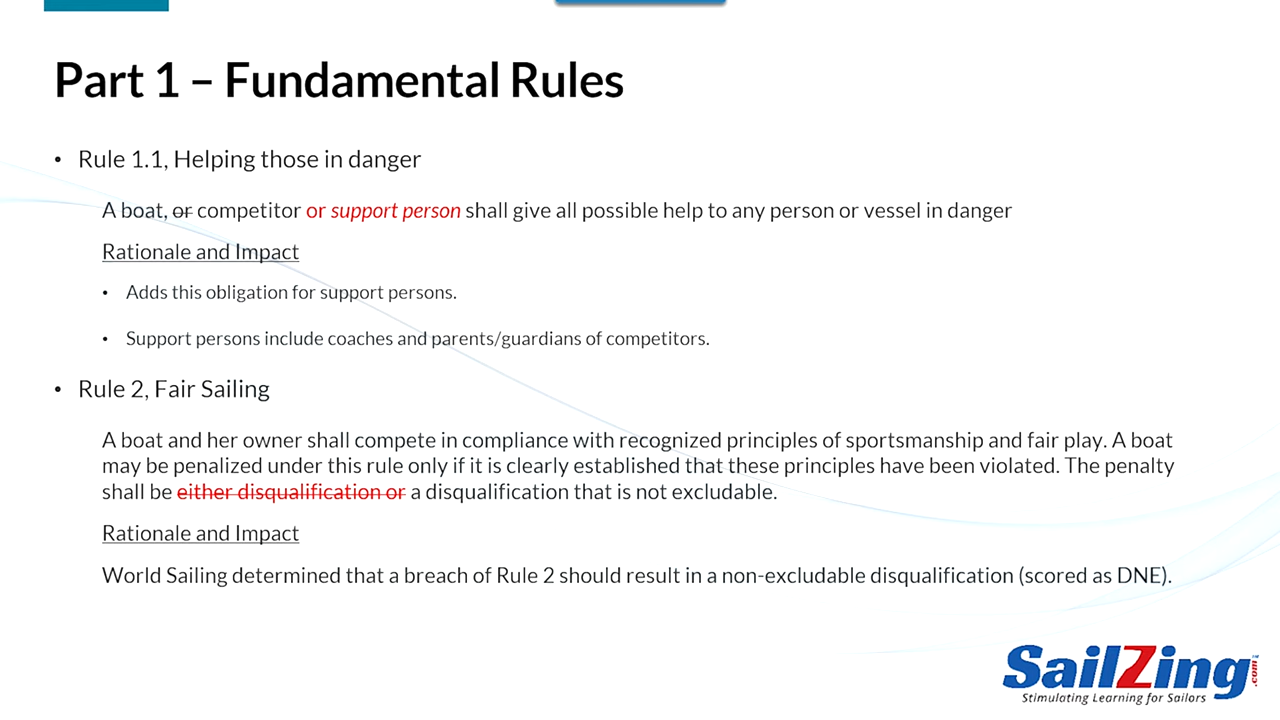 Part 1 – Fundamental Rules
• Rule 1.1, Helping those in danger
A boat, or competitor or support person shall give all possible help to any person or vessel in danger
Rationale and Impact
• Adds this obligation for support persons.
• Support persons include coaches and parents/guardians of competitors.
• Rule 2, Fair Sailing
A boat and her owner shall compete in compliance with recognized principles of sportsmanship and fair play. A boat
may be penalized under this rule only if it is clearly established that these principles have been violated. The penalty
shall be either disqualification or a disqualification that is not excludable.
Rationale and Impact
World Sailing determined that a breach of Rule 2 should result in a non-excludable disqualification (scored as DNE).
SailZing.com
Stimulating Learning for Sailors